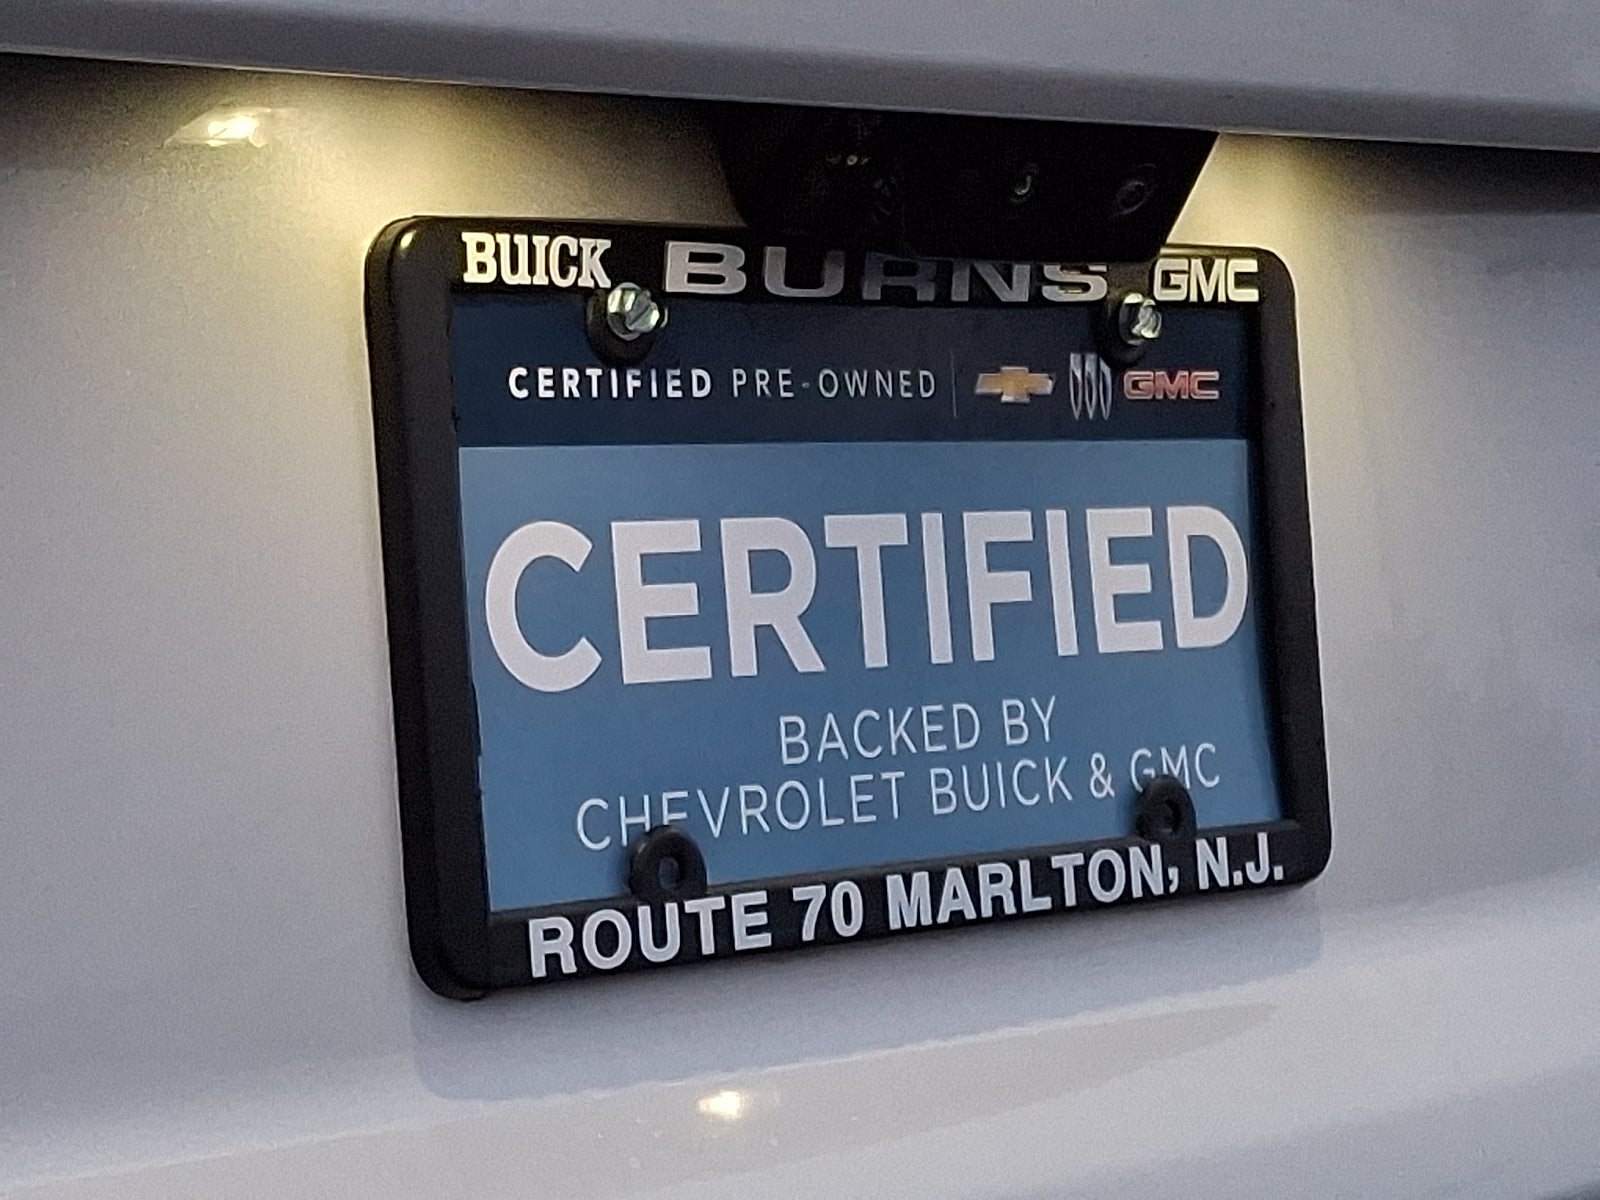 BUICK BURNS GMC
CERTIFIED PRE-OWNED GMC
CERTIFIED
BACKED BY
CHEVROLET BUICK & GMC
ROUTE 70 MARLTON, N.J.